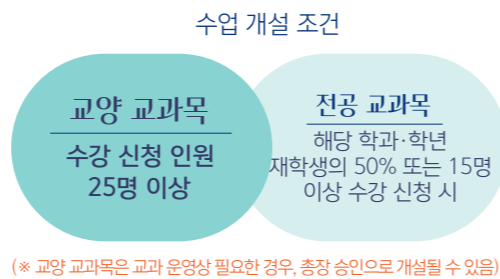 수업 개설 조건
교양 교과목
수강 신청 인원
25명 이상
전공 교과목
해당 학과·학년
재학생의 50% 또는 15명
이상 수강 신청 시
(※ 교양 교과목은 교과 운영상 필요한 경우, 총장 승인으로 개설될 수 있음)